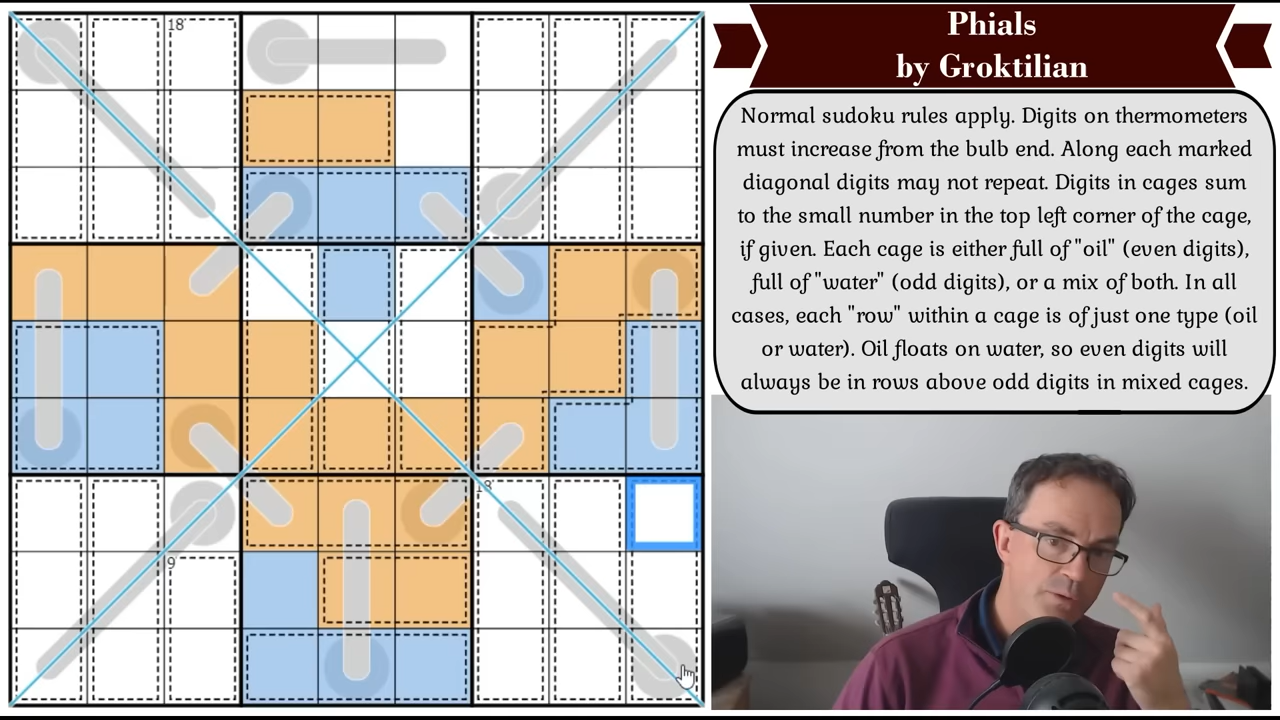 Phials
by Groktilian
Normal sudoku rules apply. Digits on thermometers
must increase from the bulb end. Along each marked
diagonal digits may not repeat. Digits in cages sum
to the small number in the top left corner of the cage,
if given. Each cage is either full of "oil" (even digits),
full of "water" (odd digits), or a mix of both. In all
cases, each "row" within a cage is of just one type (oil
or water). Oil floats on water, so even digits will
always be in rows above odd digits in mixed cages.
18
9